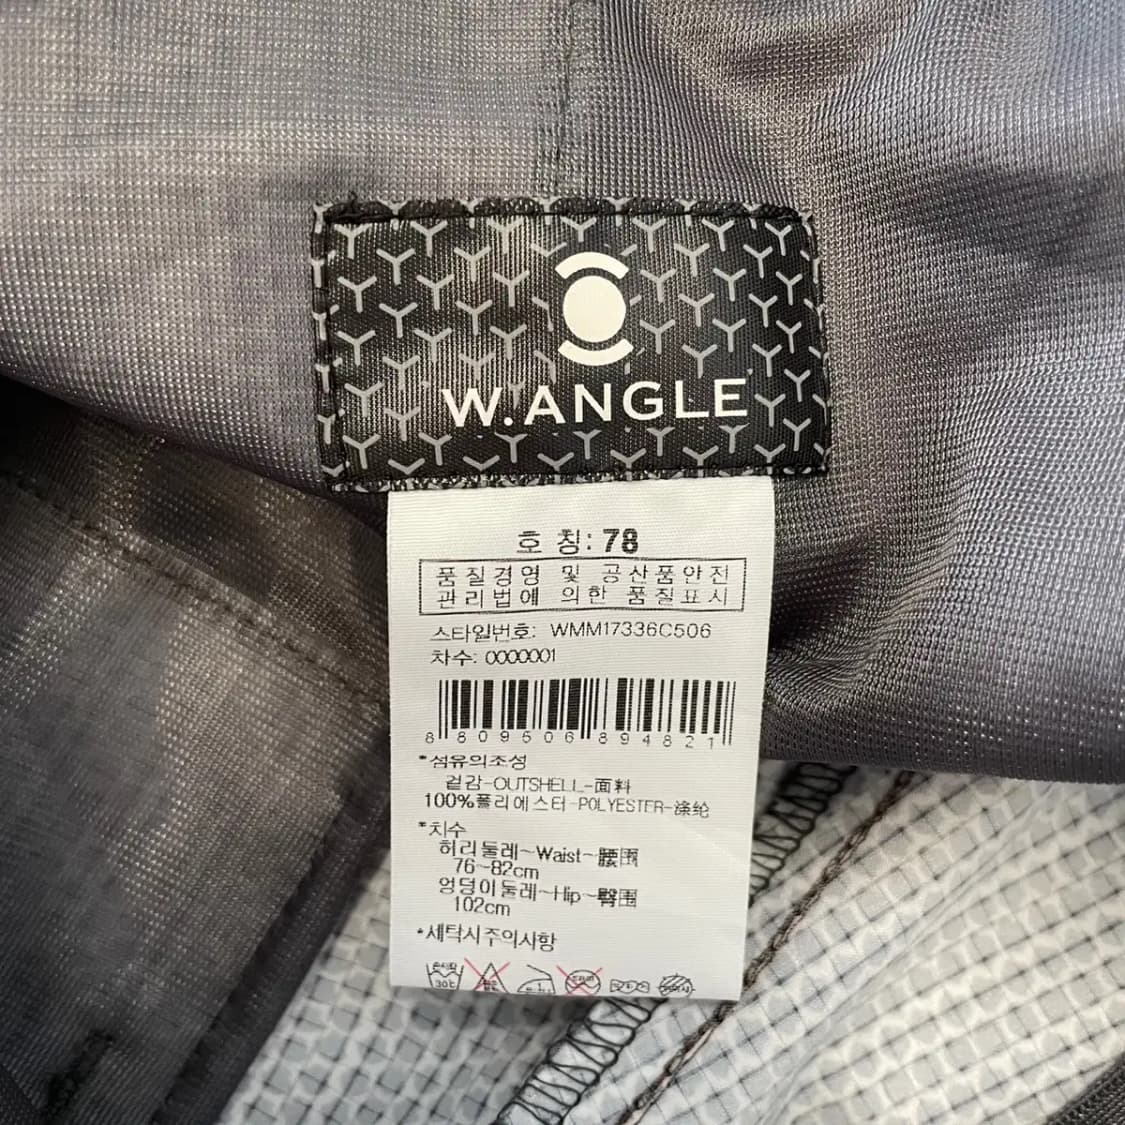 W.ANGLE
호 칭: 78
품질경영 및 공산품안전
관리법에 의한 품질표시
스타일번호: WMM17336C506
차수: 0000001
8 809506 894821
*섬유의조성
겉감-OUTSHELL-面料
100%폴리에스터-POLYESTER-涤纶
*치수
허리둘레~Waist~腰围
76~82cm
엉덩이둘레~Hip~臀围
102cm
*세탁시주의사항
30℃